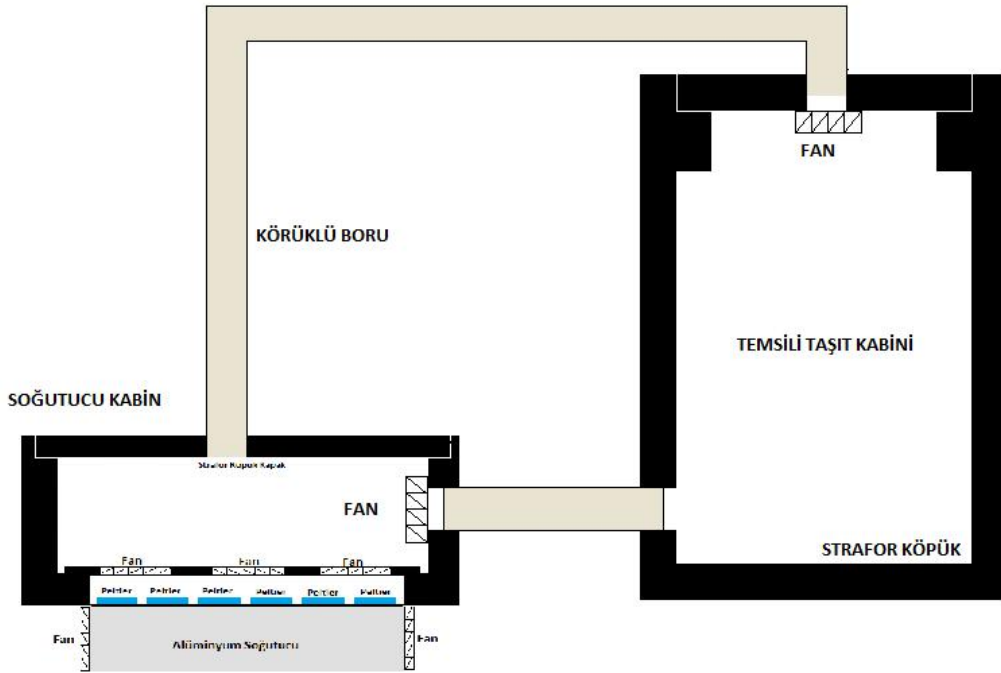 FAN
KÖRÜKLÜ BORU
TEMSİLİ TAŞIT KABİNİ
SOĞUTUCU KABİN
Strafor Köpük Kapak
FAN
STRAFOR KÖPÜK
Fan Fan Fan
Peltier Peltier Peltier Peltier Peltier Peltier
Fan Alüminyum Soğutucu Fan